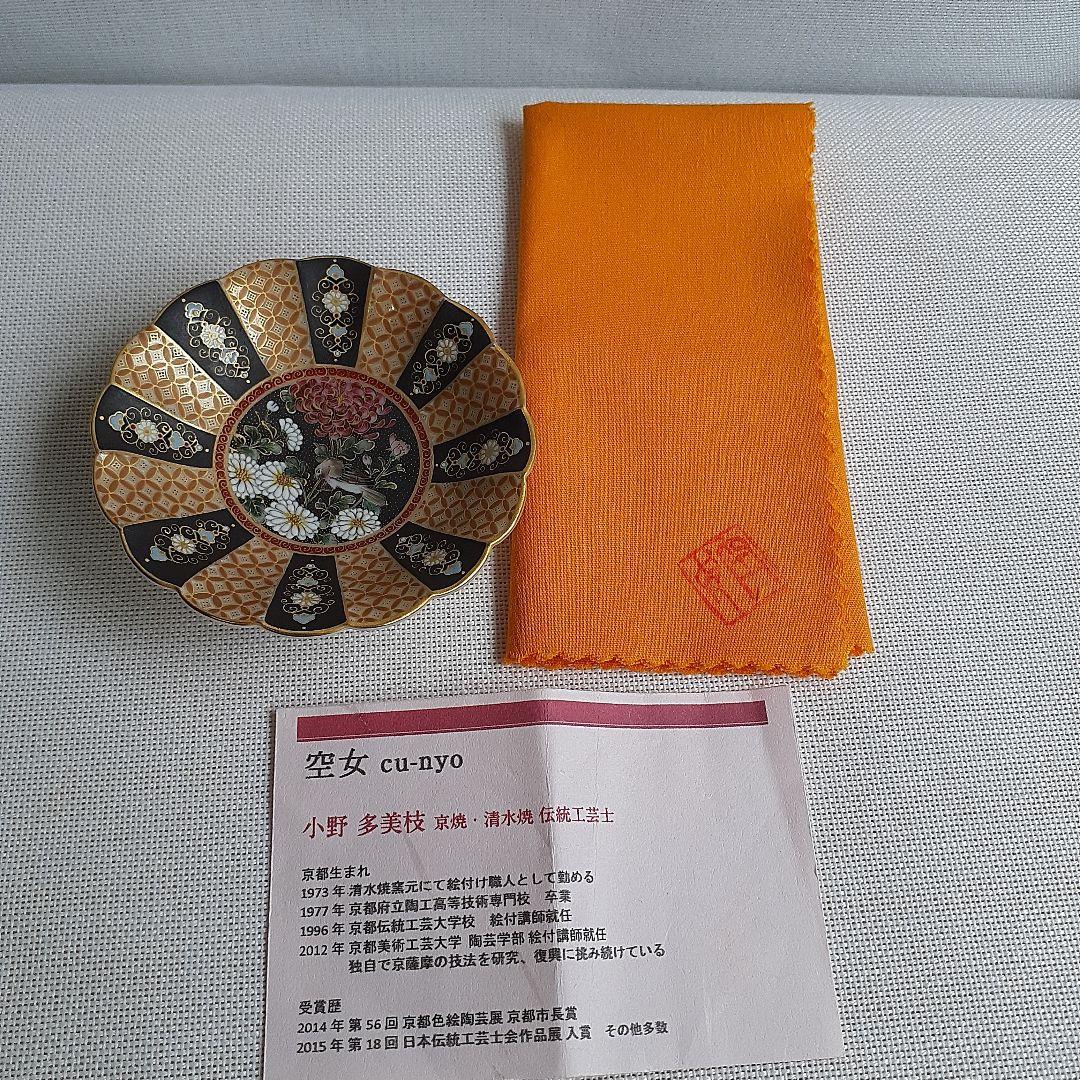 空女 cu-nyo
小野 多美枝 京焼・清水焼 伝統工芸士
京都生まれ
1973 年 清水焼窯元にて絵付け職人として勤める
1977 年 京都府立陶工高等技術専門校 卒業
1996 年 京都伝統工芸大学校 絵付講師就任
2012 年 京都美術工芸大学 陶芸学部 絵付講師就任
独自で京薩摩の技法を研究、復興に挑み続けている
受賞歴
2014 年 第 56 回 京都色絵陶芸展 京都市長賞
2015 年 第 18 回 日本伝統工芸士会作品展 入賞 その他多数